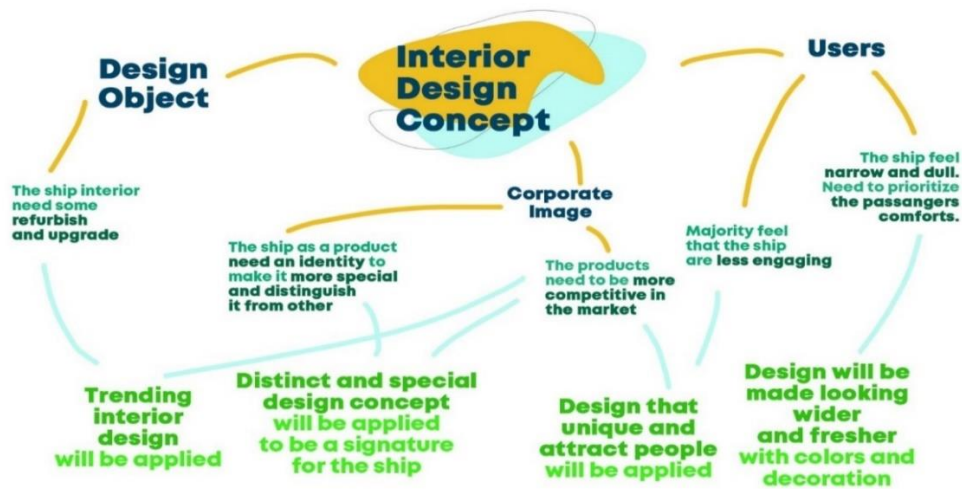 Interior
Design
Concept
Design
Object
Users
The ship interior
need some
refurbish
and upgrade
Corporate
Image
The ship as a product
need an identity to
make it more special
and distinguish
it from other
The products
need to be more
competitive in
the market
Majority feel
that the ship
are less engaging
The ship feel
narrow and dull.
Need to prioritize
the passangers
comforts.
Trending
interior
design
will be applied
Distinct and special
design concept
will be applied
to be a signature
for the ship
Design that
unique and
attract people
will be applied
Design will be
made looking
wider
and fresher
with colors and
decoration